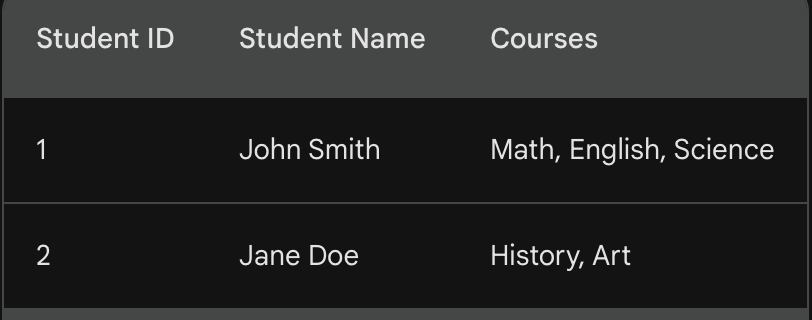 Student ID Student Name Courses
1 John Smith Math, English, Science
2 Jane Doe History, Art